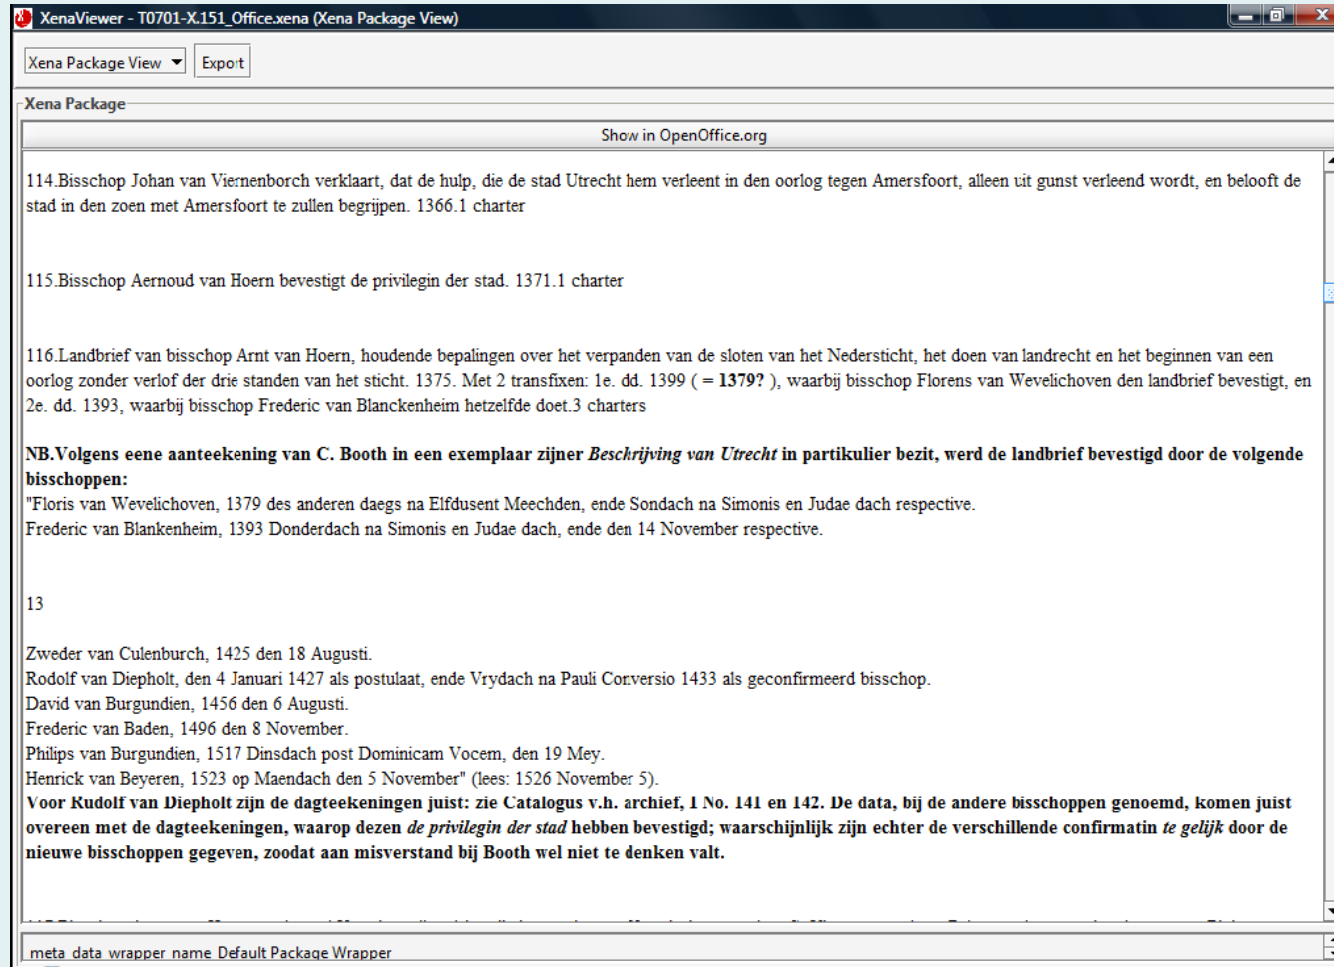 XenaViewer - T0701-X.151_Office.xena (Xena Package View)
Xena Package View Export
Xena Package
Show in OpenOffice.org
114.Bisschop Johan van Viernenborch verklaart, dat de hulp, die de stad Utrecht hem verleent in den oorlog tegen Amersfoort, alleen uit gunst verleend wordt, en belooft de
stad in den zoen met Amersfoort te zullen begrijpen. 1366.1 charter
115.Bisschop Aernoud van Hoern bevestigt de privilegin der stad. 1371.1 charter
116.Landbrief van bisschop Arnt van Hoern, houdende bepalingen over het verpanden van de sloten van het Nedersticht, het doen van landrecht en het beginnen van een
oorlog zonder verlof der drie standen van het sticht. 1375. Met 2 transfixen: 1e. dd. 1399 ( = 1379? ), waarbij bisschop Florens van Wevelichoven den landbrief bevestigt, en
2e. dd. 1393, waarbij bisschop Frederic van Blanckenheim hetzelfde doet.3 charters
NB.Volgens eene aanteekening van C. Booth in een exemplaar zijner Beschrijving van Utrecht in partikulier bezit, werd de landbrief bevestigd door de volgende
bisschoppen:
"Floris van Wevelichoven, 1379 des anderen daegs na Elfdusent Meechden, ende Sondach na Simonis en Judae dach respective.
Frederic van Blankenheim, 1393 Donderdach na Simonis en Judae dach, ende den 14 November respective.
13
Zweder van Culenburch, 1425 den 18 Augusti.
Rodolf van Diepholt, den 4 Januari 1427 als postulaat, ende Vrydach na Pauli Conversio 1433 als geconfirmeerd bisschop.
David van Burgundien, 1456 den 6 Augusti.
Frederic van Baden, 1496 den 8 November.
Philips van Burgundien, 1517 Dinsdach post Dominicam Vocem, den 19 Mey.
Henrick van Beyeren, 1523 op Maendach den 5 November" (lees: 1526 November 5).
Voor Rudolf van Diepholt zijn de dagteekeningen juist: zie Catalogus v.h. archief, I No. 141 en 142. De data, bij de andere bisschoppen genoemd, komen juist
overeen met de dagteekeningen, waarop dezen de privilegin der stad hebben bevestigd; waarschijnlijk zijn echter de verschillende confirmatin te gelijk door de
nieuwe bisschoppen gegeven, zoodat aan misverstand bij Booth wel niet te denken valt.
meta_data_wrapper_name Default Package Wrapper